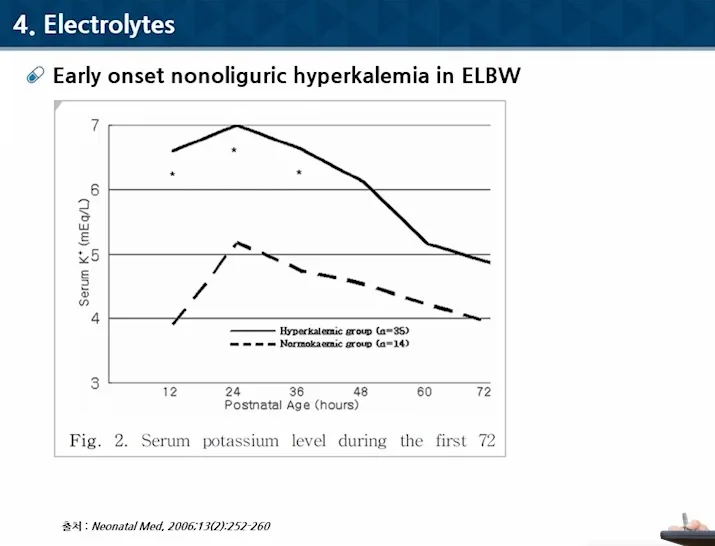 4. Electrolytes
Early onset nonoliguric hyperkalemia in ELBW
7
6
5
4
3
Serum K⁺ (mEq/L)
*
*
*
Hyperkalemic group (n=35)
Normokaemic group (n=14)
12 24 36 48 60 72
Postnatal Age (hours)
Fig. 2. Serum potassium level during the first 72
출처 : Neonatal Med, 2006;13(2):252-260